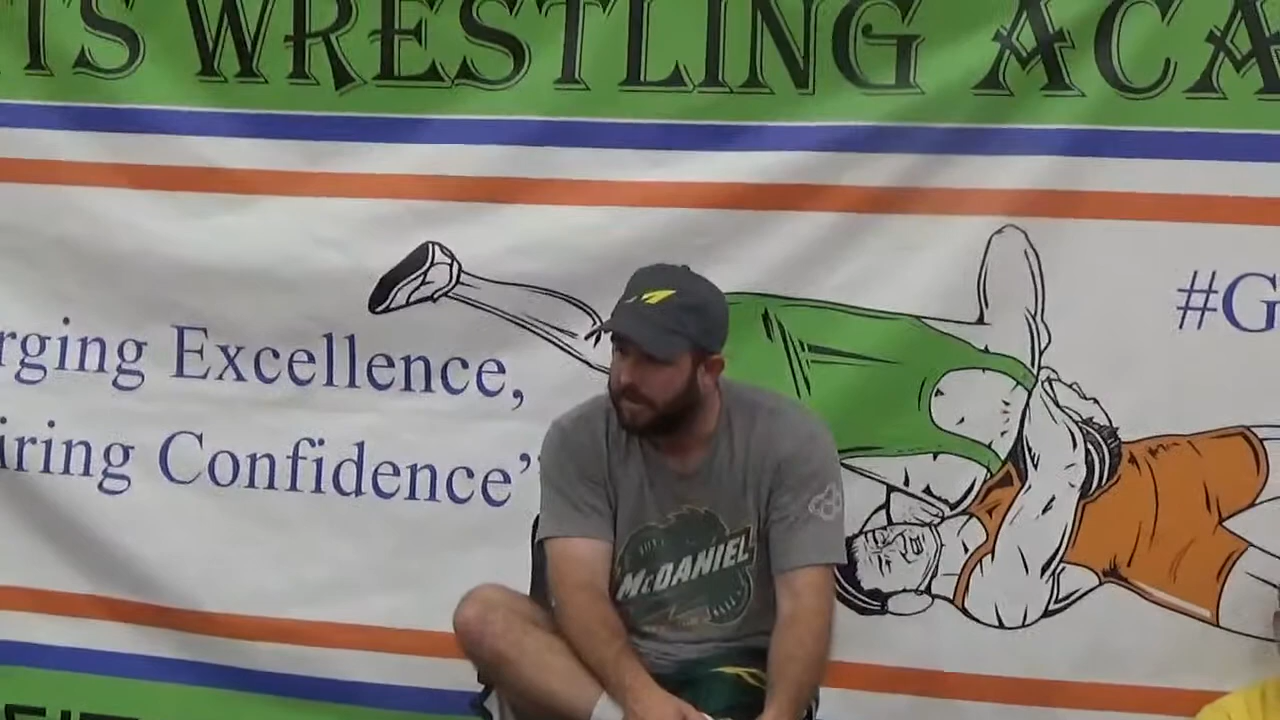 TS WRESTLING ACA
#G
rging Excellence,
iring Confidence"
McDANIEL